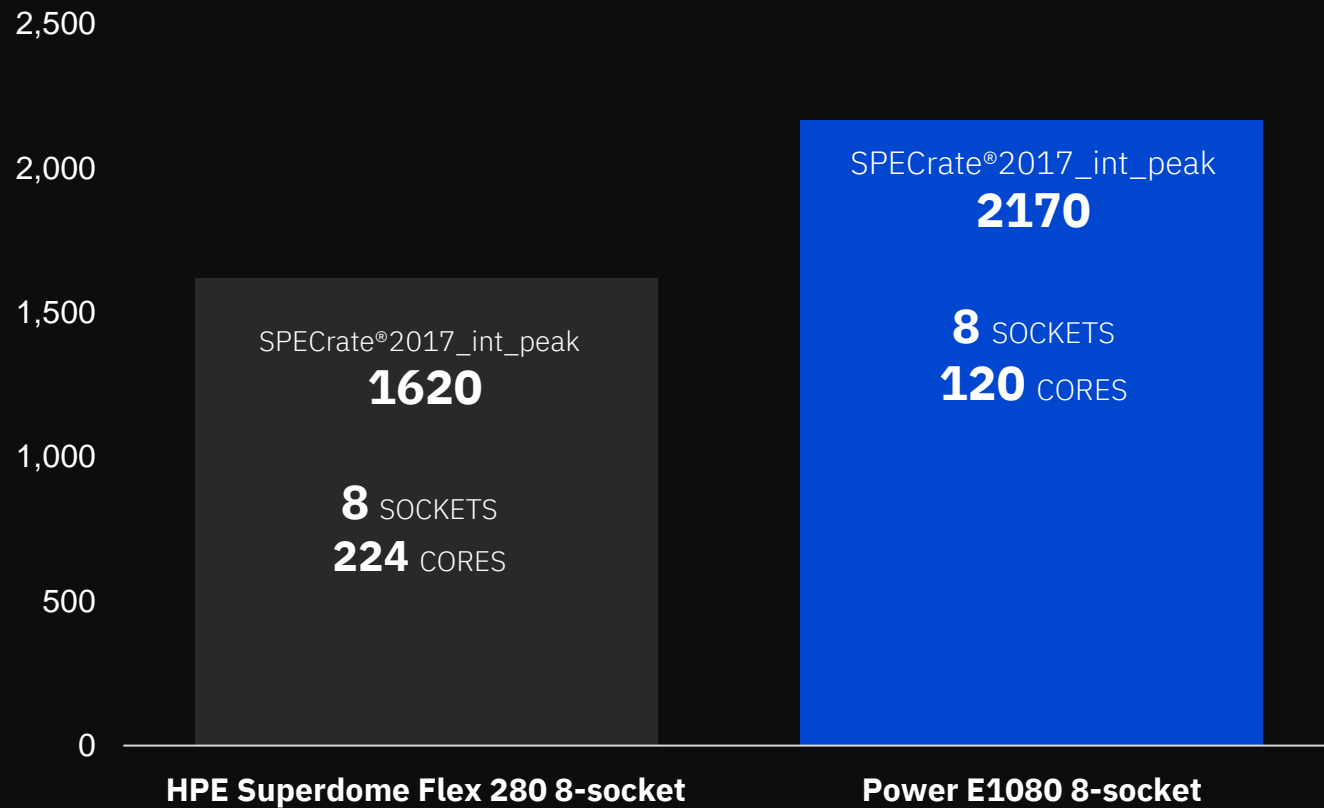 2,500
2,000
1,500
1,000
500
0
SPECrate®2017_int_peak
1620
8 SOCKETS
224 CORES
SPECrate®2017_int_peak
2170
8 SOCKETS
120 CORES
HPE Superdome Flex 280 8-socket
Power E1080 8-socket